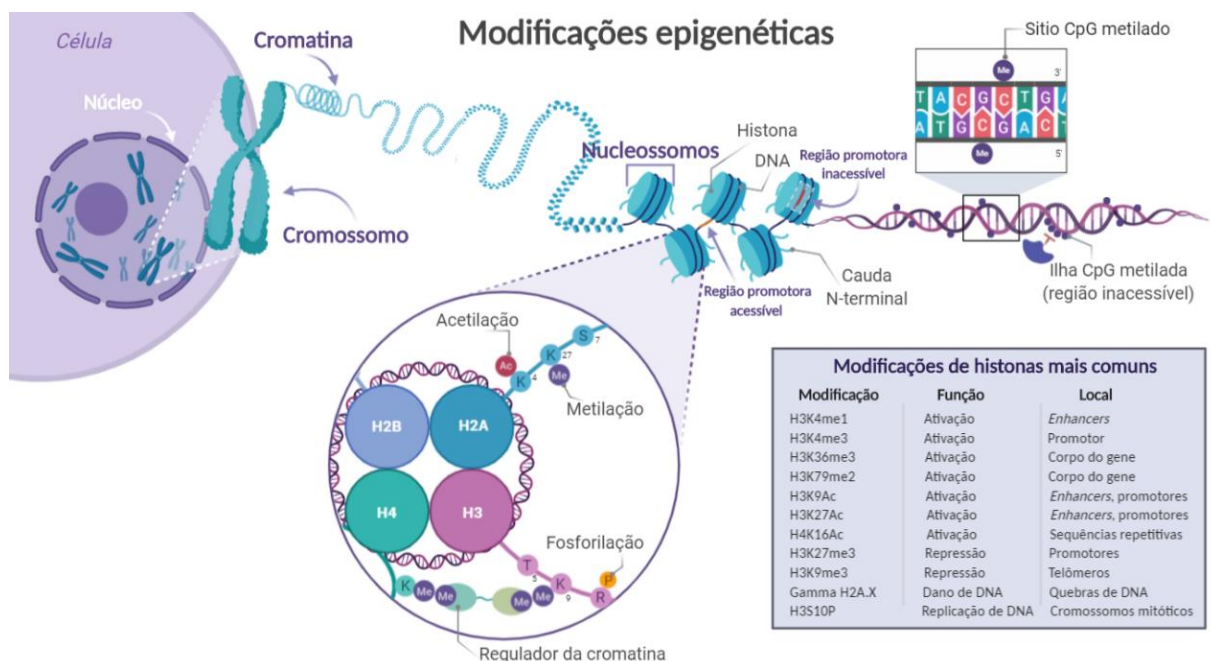 Modificações epigenéticas
Célula
Núcleo
Cromatina
Cromossomo
Nucleossomos
Histona
DNA
Região promotora
inacessível
Região promotora
acessível
Cauda
N-terminal
Sitio CpG metilado
Me
3'
T A C G C T G A
A T G C G A C T
Me
5'
Ilha CpG metilada
(região inacessível)
Acetilação
Ac
K
4
K
27
S
7
Me
Metilação
H2B
H2A
H4
H3
Fosforilação
T
3
K
9
R
P
K
Me
Me
Me
Me
Regulador da cromatina
Modificações de histonas mais comuns
Modificação Função Local
H3K4me1 Ativação Enhancers
H3K4me3 Ativação Promotor
H3K36me3 Ativação Corpo do gene
H3K79me2 Ativação Corpo do gene
H3K9Ac Ativação Enhancers, promotores
H3K27Ac Ativação Enhancers, promotores
H4K16Ac Ativação Sequências repetitivas
H3K27me3 Repressão Promotores
H3K9me3 Repressão Telômeros
Gamma H2A.X Dano de DNA Quebras de DNA
H3S10P Replicação de DNA Cromossomos mitóticos